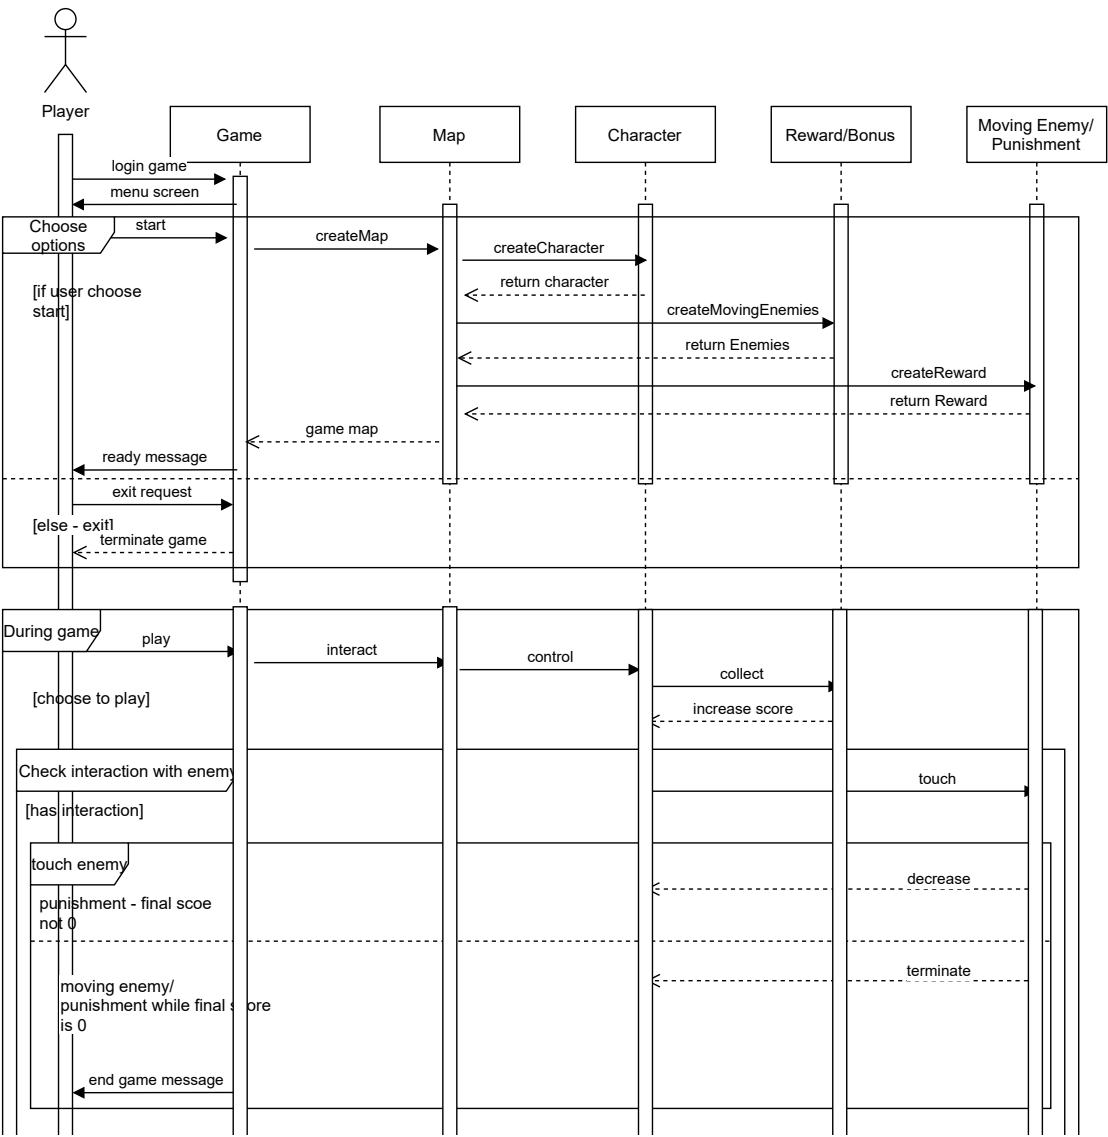 Player
Game
Map
Character
Reward/Bonus
Moving Enemy/
Punishment
login game
menu screen
Choose
options
start
createMap
createCharacter
return character
[if user choose
start]
createMovingEnemies
return Enemies
createReward
return Reward
game map
ready message
exit request
[else - exit]
terminate game
During game
play
interact
control
collect
[choose to play]
increase score
Check interaction with enemy
touch
[has interaction]
touch enemy
decrease
punishment - final scoe
not 0
terminate
moving enemy/
punishment while final score
is 0
end game message